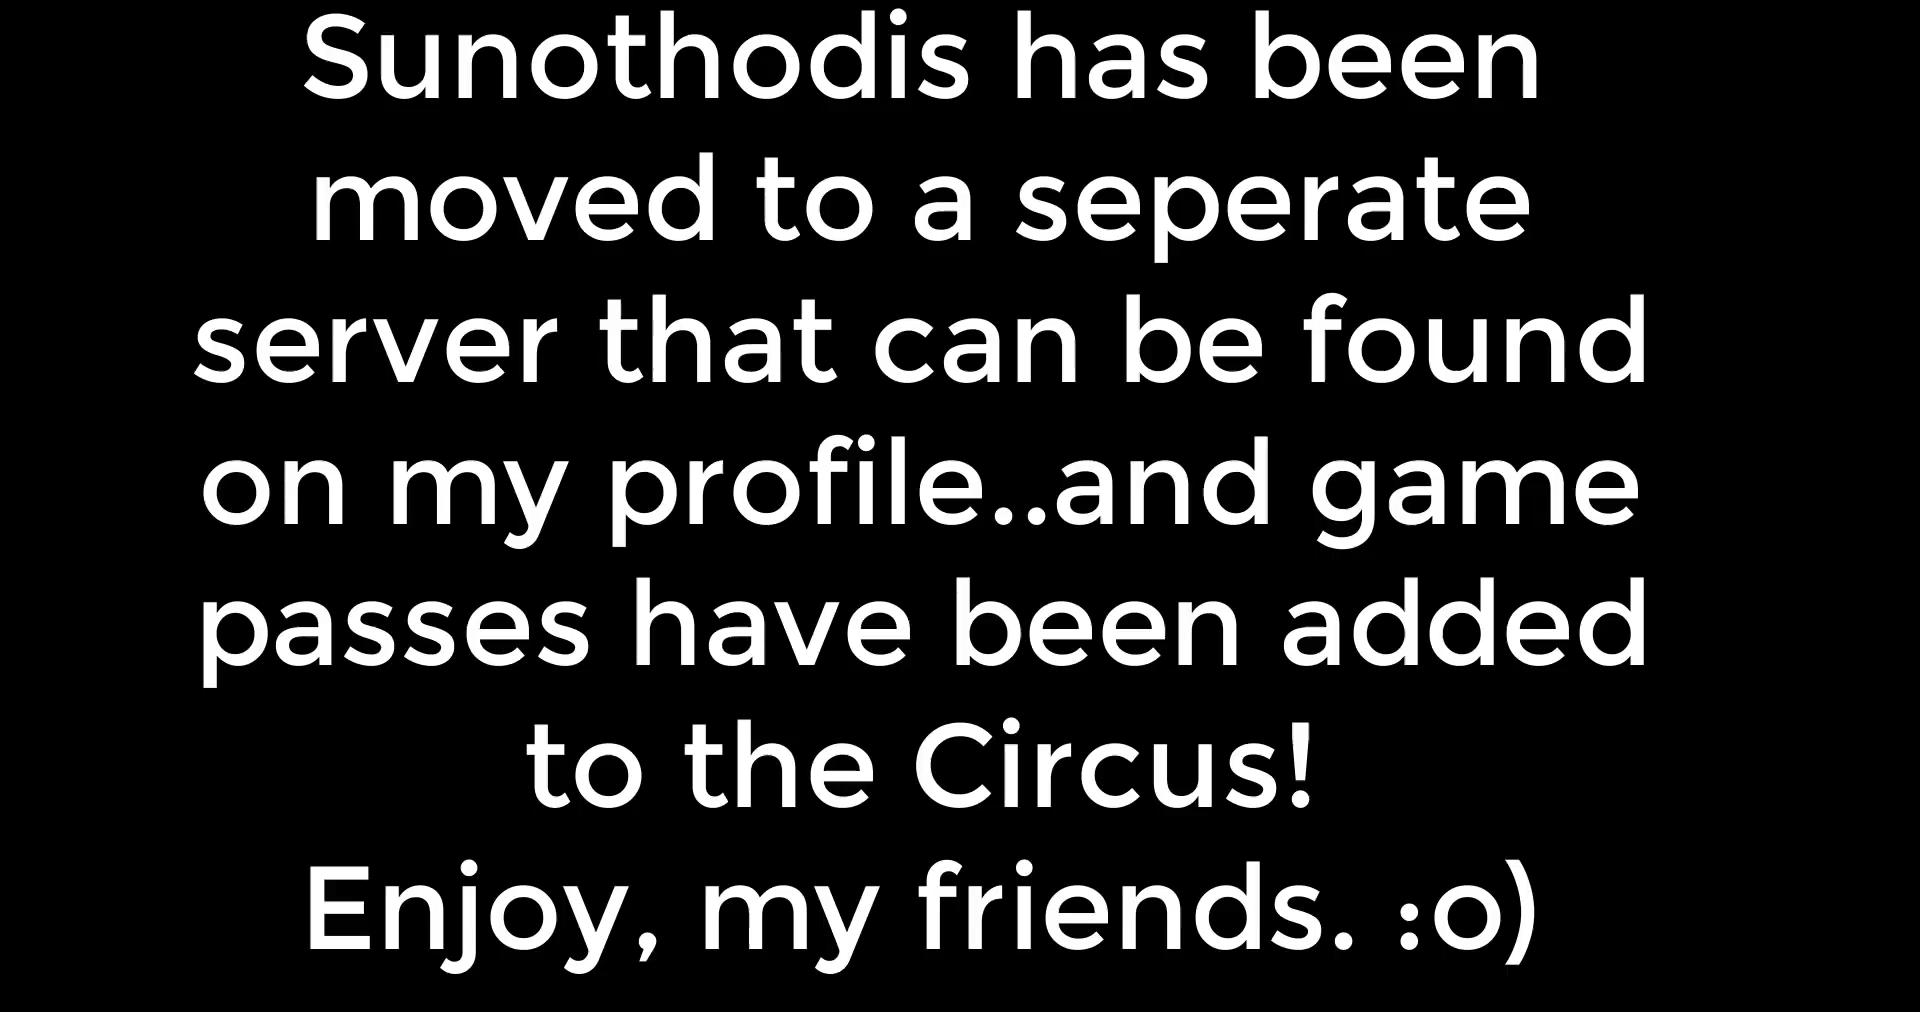 Sunothodis has been
moved to a seperate
server that can be found
on my profile..and game
passes have been added
to the Circus!
Enjoy, my friends. :o)